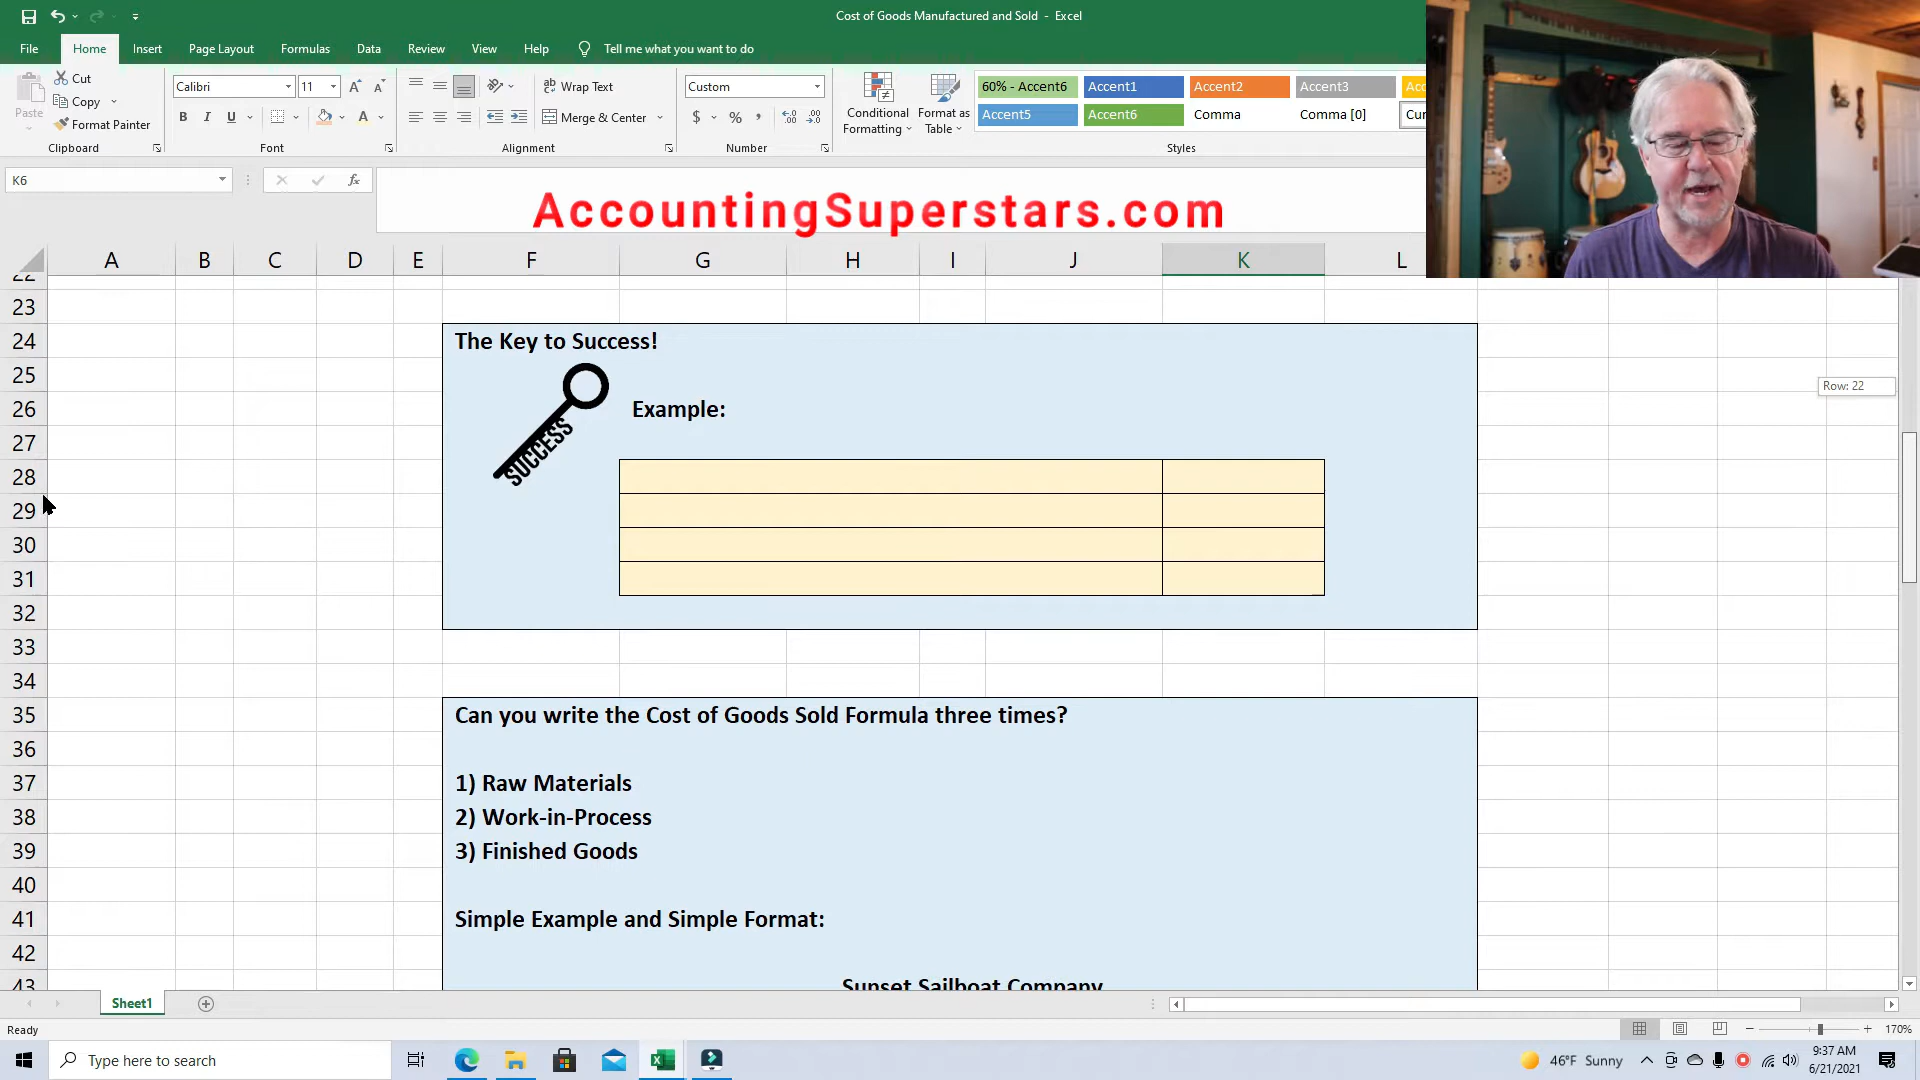 Cost of Goods Manufactured and Sold - Excel
File Home Insert Page Layout Formulas Data Review View Help Tell me what you want to do
Paste
Cut
Copy
Format Painter
Clipboard
Calibri 11
B I U
Font
Wrap Text
Merge & Center
Alignment
Custom
$ %
Number
Conditional Formatting
Format as Table
60% - Accent6 Accent1 Accent2 Accent3
Accent5 Accent6 Comma Comma [0]
Styles
K6
fx
AccountingSuperstars.com
A B C D E F G H I J K L
22
23
24 The Key to Success!
25
26 Example:
SUCCESS
27
28
29
30
31
32
33
34
35 Can you write the Cost of Goods Sold Formula three times?
36
37 1) Raw Materials
38 2) Work-in-Process
39 3) Finished Goods
40
41 Simple Example and Simple Format:
42
43 Sunset Sailboat Company
Row: 22
Sheet1
Ready
170%
Type here to search
46°F Sunny
9:37 AM
6/21/2021